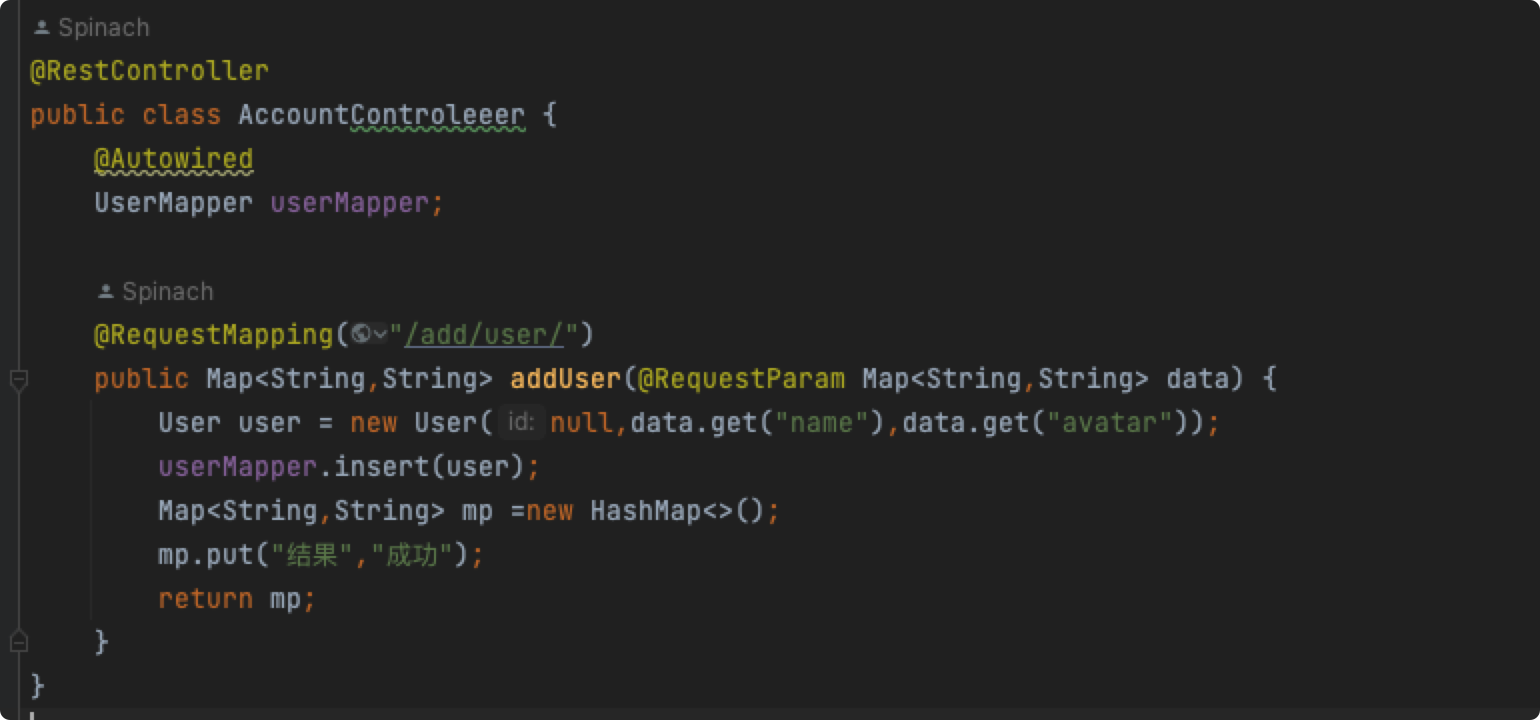 Spinach
@RestController
public class AccountControleeer {
@Autowired
UserMapper userMapper;
Spinach
@RequestMapping("/add/user/")
public Map<String,String> addUser(@RequestParam Map<String,String> data) {
User user = new User( id: null,data.get("name"),data.get("avatar"));
userMapper.insert(user);
Map<String,String> mp =new HashMap<>();
mp.put("结果","成功");
return mp;
}
}